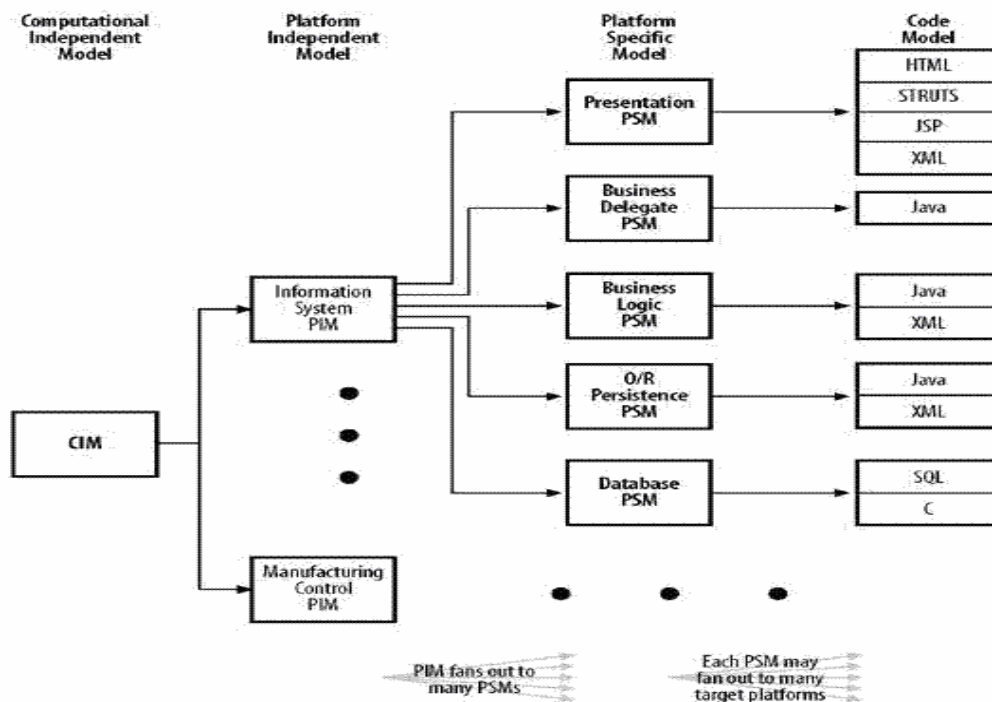 Computational
Independent
Model
Platform
Independent
Model
Platform
Specific
Model
Code
Model
HTML
STRUTS
JSP
XML
Presentation
PSM
Business
Delegate
PSM
Java
Information
System
PIM
Business
Logic
PSM
Java
XML
O/R
Persistence
PSM
Java
XML
CIM
Database
PSM
SQL
C
Manufacturing
Control
PIM
PIM fans out to
many PSMs
Each PSM may
fan out to many
target platforms